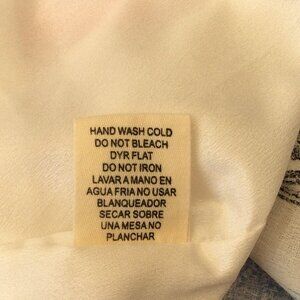 HAND WASH COLD
DO NOT BLEACH
DYR FLAT
DO NOT IRON
LAVAR A MANO EN
AGUA FRIA NO USAR
BLANQUEADOR
SECAR SOBRE
UNA MESA NO
PLANCHAR